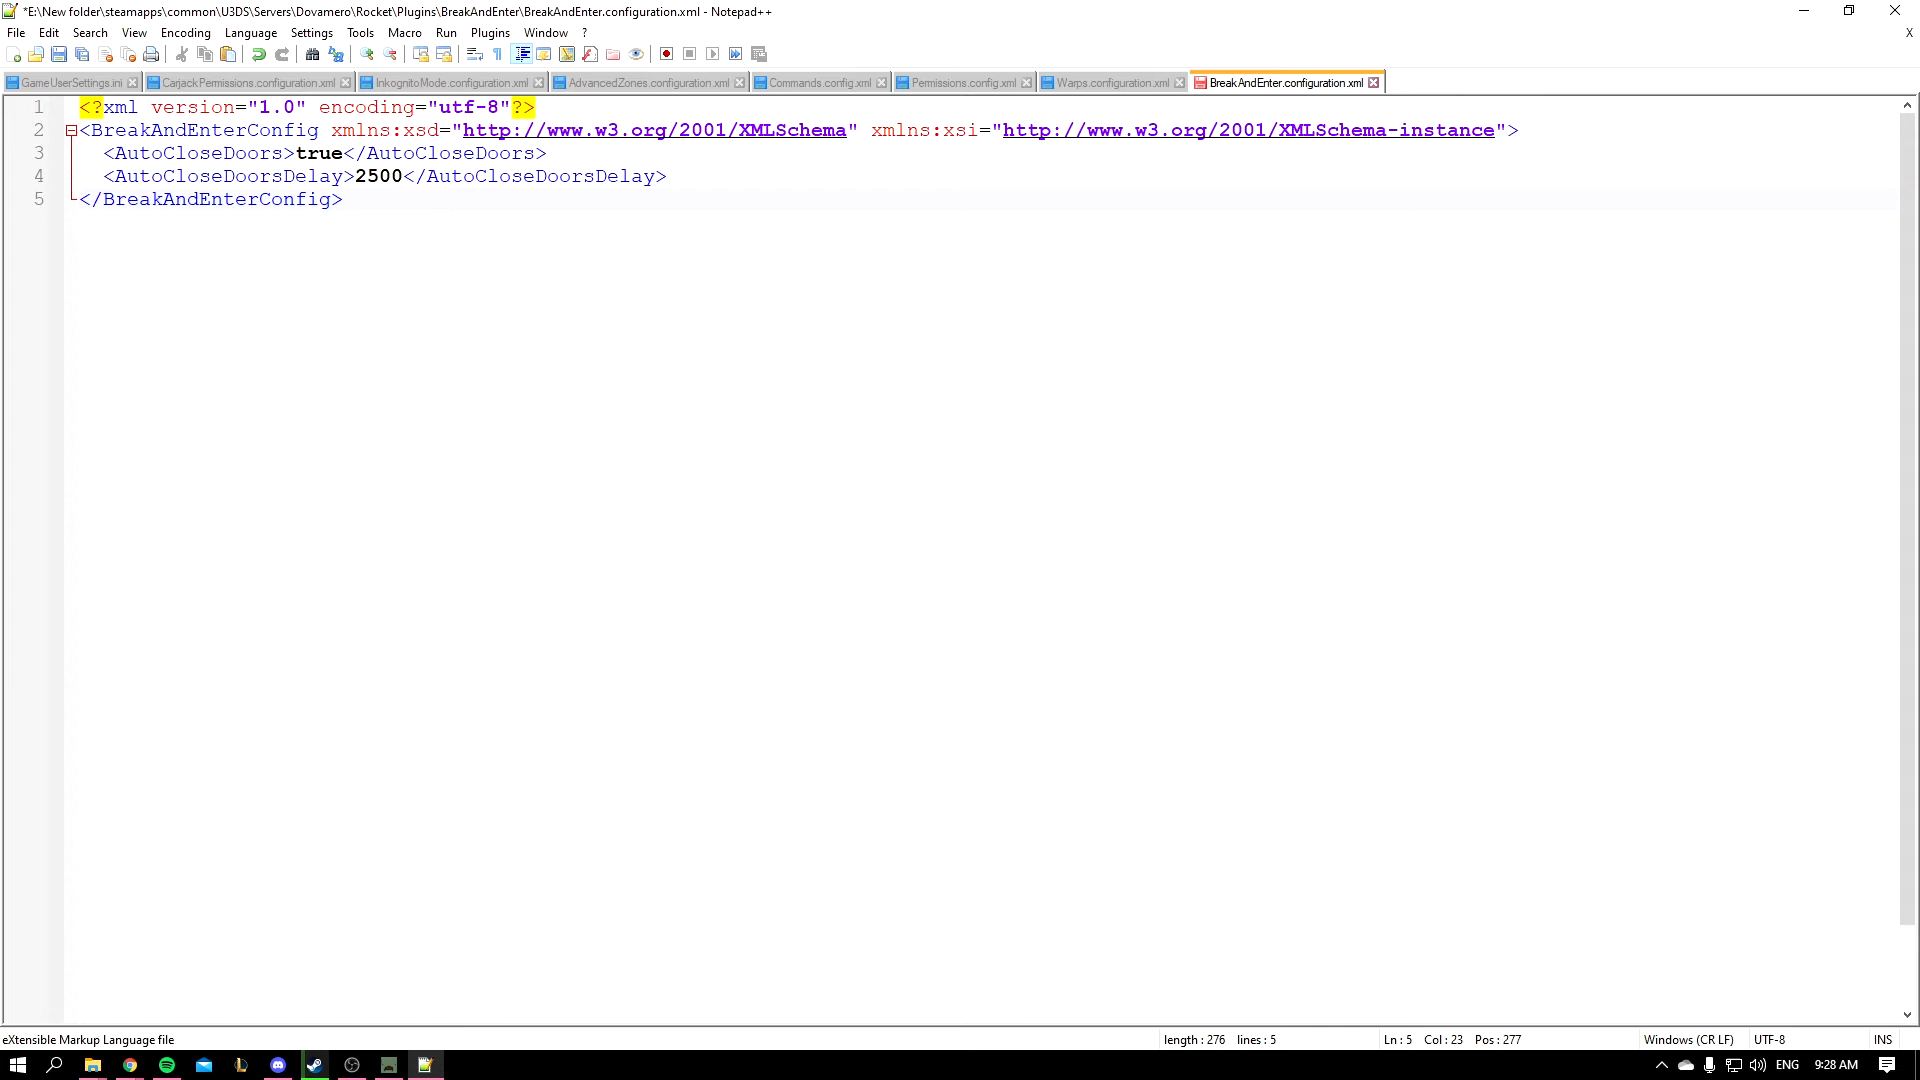 *E:\New folder\steamapps\common\U3DS\Servers\Dovamero\Rocket\Plugins\BreakAndEnter\BreakAndEnter.configuration.xml - Notepad++
File Edit Search View Encoding Language Settings Tools Macro Run Plugins Window ? X
GameUserSettings.ini CarjackPermissions.configuration.xml InkognitoMode.configuration.xml AdvancedZones.configuration.xml Commands.config.xml Permissions.config.xml Warps.configuration.xml BreakAndEnter.configuration.xml
1 <?xml version="1.0" encoding="utf-8"?>
2 <BreakAndEnterConfig xmlns:xsd="http://www.w3.org/2001/XMLSchema" xmlns:xsi="http://www.w3.org/2001/XMLSchema-instance">
3 <AutoCloseDoors>true</AutoCloseDoors>
4 <AutoCloseDoorsDelay>2500</AutoCloseDoorsDelay>
5 </BreakAndEnterConfig>
eXtensible Markup Language file length : 276 lines : 5 Ln : 5 Col : 23 Pos : 277 Windows (CR LF) UTF-8 INS
ENG 9:28 AM